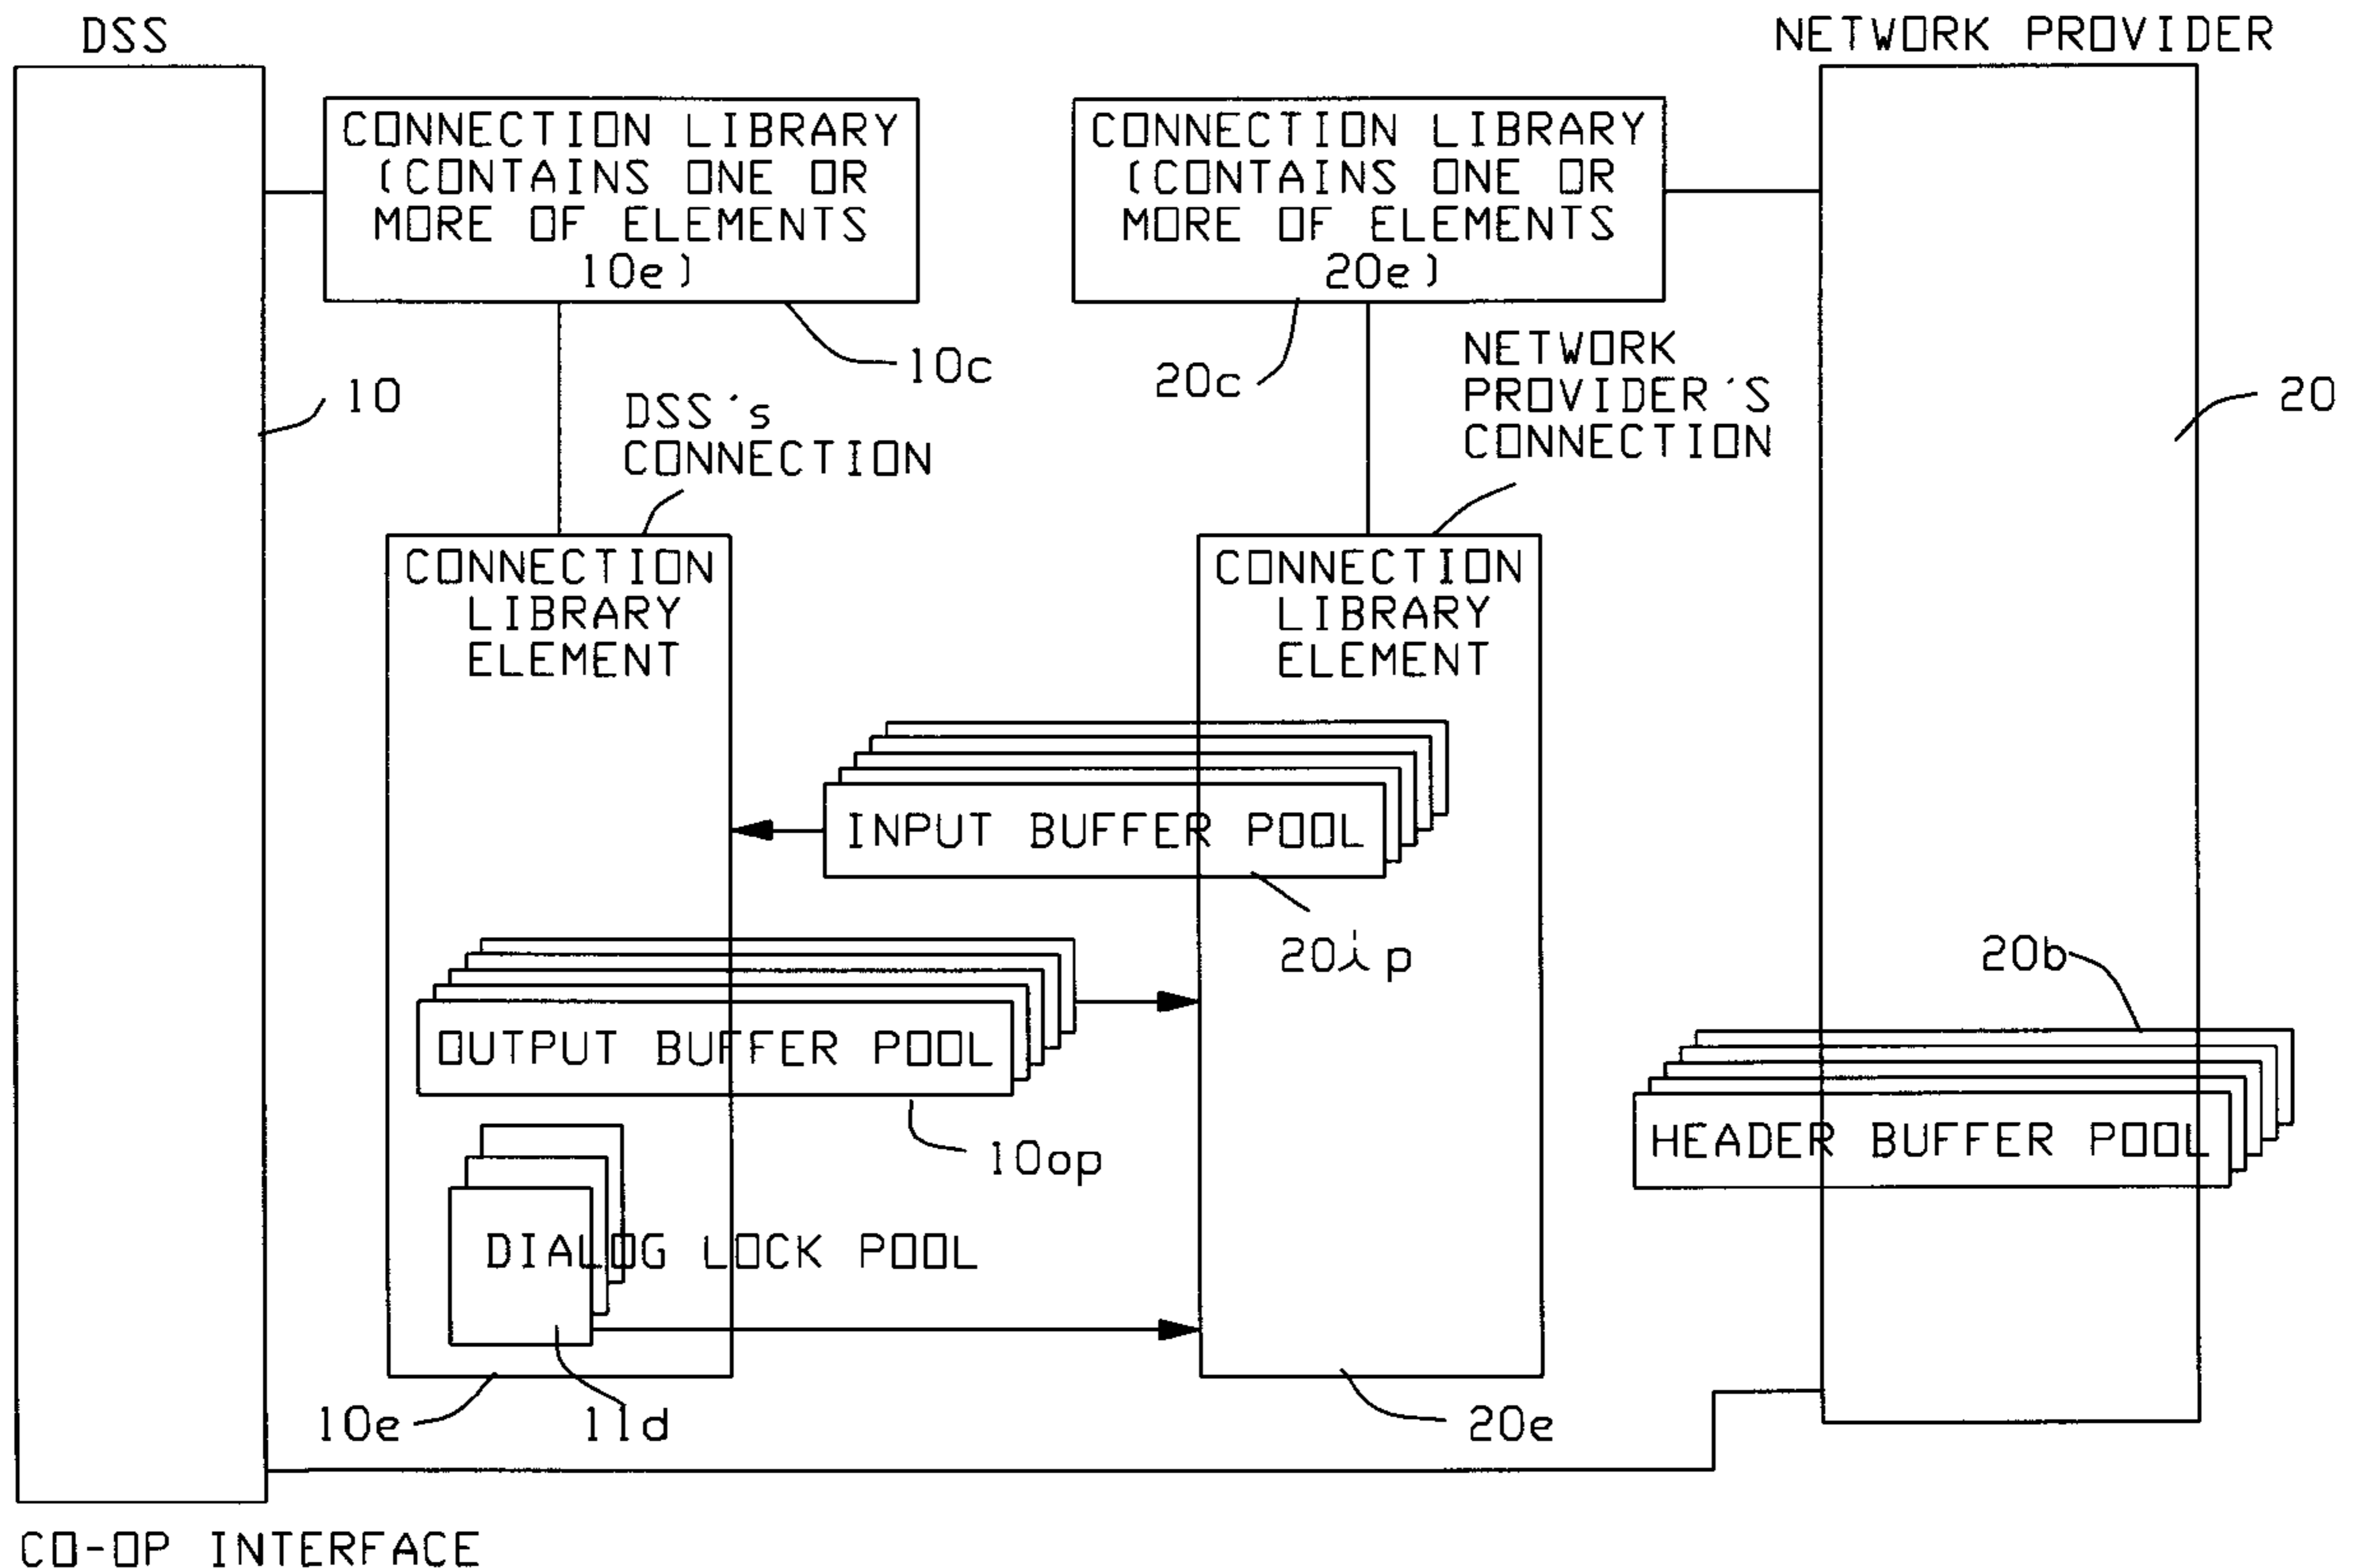 DSS
NETWORK PROVIDER
CONNECTION LIBRARY
(CONTAINS ONE OR
MORE OF ELEMENTS
10e)
CONNECTION LIBRARY
(CONTAINS ONE OR
MORE OF ELEMENTS
20e)
10c
20c
10
20
DSS's
CONNECTION
NETWORK
PROVIDER'S
CONNECTION
CONNECTION
LIBRARY
ELEMENT
CONNECTION
LIBRARY
ELEMENT
INPUT BUFFER POOL
20ip
OUTPUT BUFFER POOL
10op
20b
HEADER BUFFER POOL
DIALOG LOCK POOL
10e
11d
20e
CO-OP INTERFACE